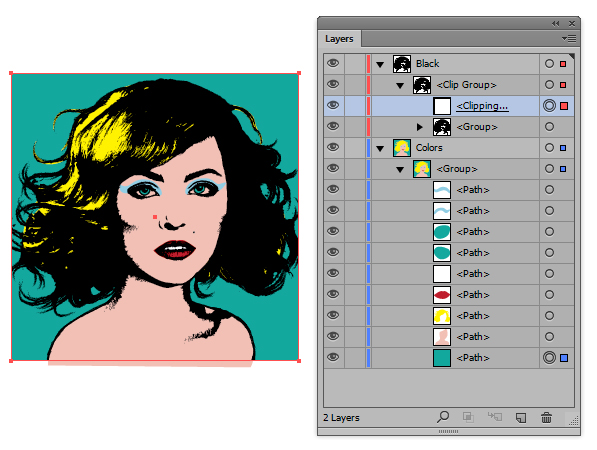 Layers
Black
<Clip Group>
<Clipping...
<Group>
Colors
<Group>
<Path>
<Path>
<Path>
<Path>
<Path>
<Path>
<Path>
<Path>
<Path>
2 Layers